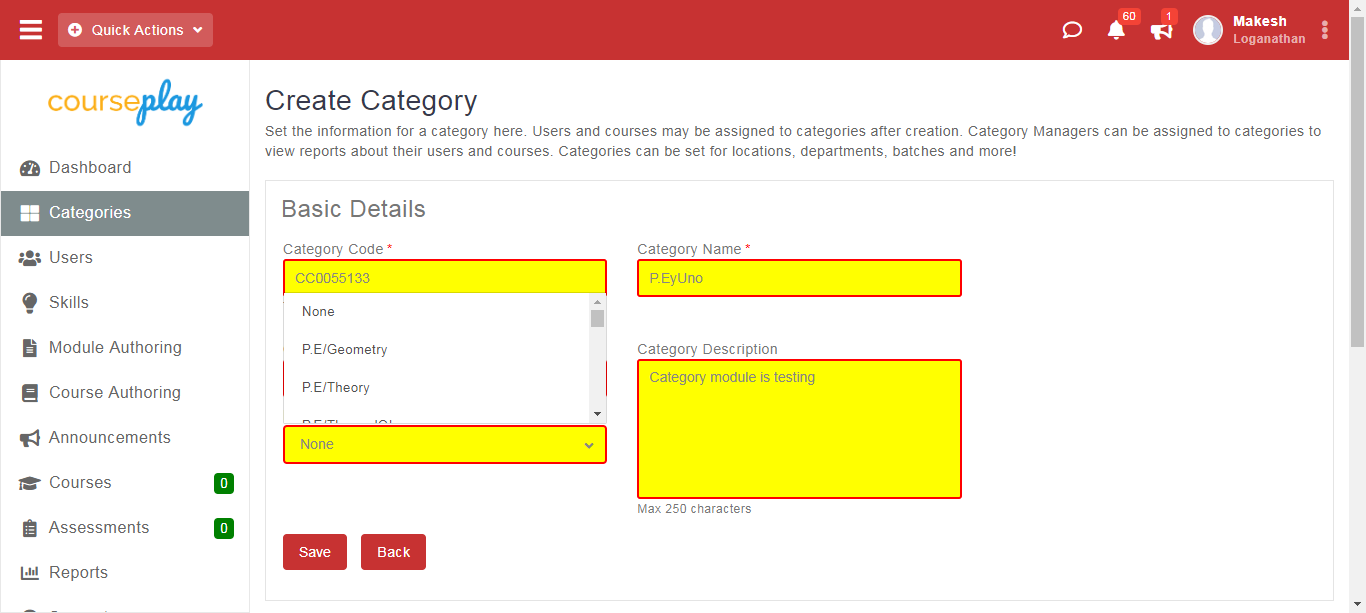 Quick Actions
60
1
Makesh
Loganathan
courseplay
Dashboard
Categories
Users
Skills
Module Authoring
Course Authoring
Announcements
Courses 0
Assessments 0
Reports
Create Category
Set the information for a category here. Users and courses may be assigned to categories after creation. Category Managers can be assigned to categories to
view reports about their users and courses. Categories can be set for locations, departments, batches and more!
Basic Details
Category Code *
CC0055133
None
P.E/Geometry
P.E/Theory
None
Category Name *
P.EyUno
Category Description
Category module is testing
Max 250 characters
Save Back